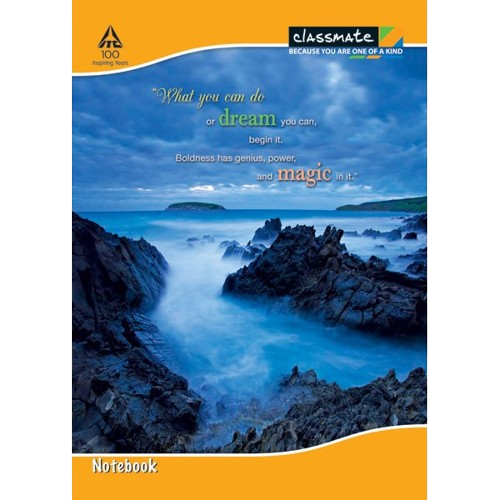 ITC
100
Inspiring Years
classmate
BECAUSE YOU ARE ONE OF A KIND
"What you can do
or dream you can,
begin it.
Boldness has genius, power,
and magic in it."
Notebook